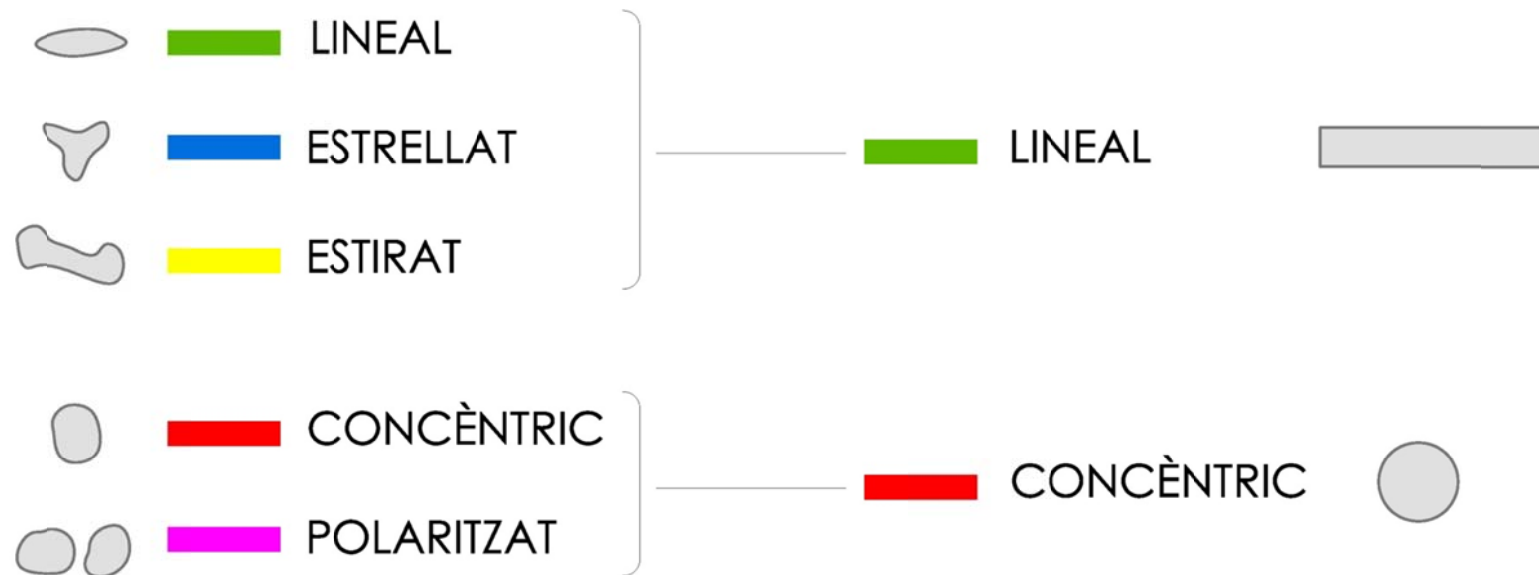 LINEAL
ESTRELLAT
ESTIRAT
LINEAL
CONCÈNTRIC
POLARITZAT
CONCÈNTRIC